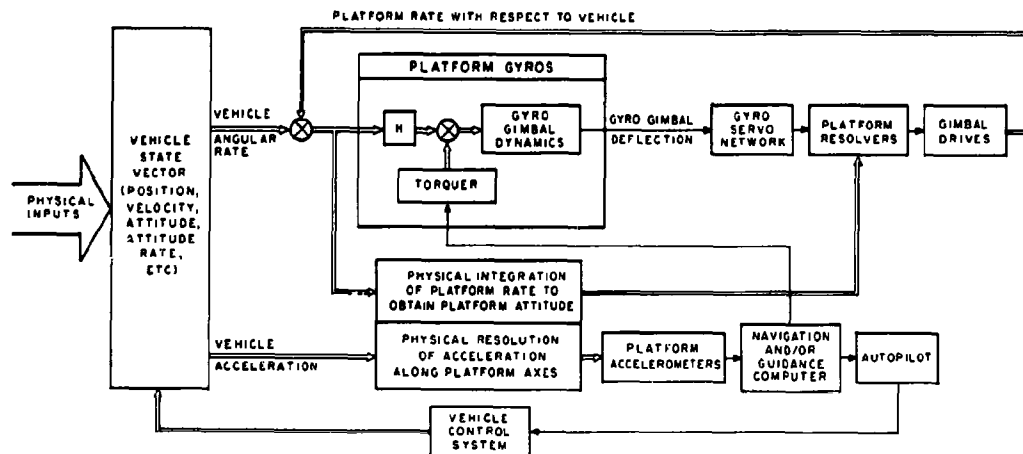 PLATFORM RATE WITH RESPECT TO VEHICLE
PLATFORM GYROS
VEHICLE
ANGULAR
RATE
H
GYRO
GIMBAL
DYNAMICS
TORQUER
GYRO GIMBAL
DEFLECTION
GYRO
SERVO
NETWORK
PLATFORM
RESOLVERS
GIMBAL
DRIVES
PHYSICAL
INPUTS
VEHICLE
STATE
VECTOR
(POSITION,
VELOCITY,
ATTITUDE,
ATTITUDE
RATE,
ETC)
PHYSICAL INTEGRATION
OF PLATFORM RATE TO
OBTAIN PLATFORM ATTITUDE
VEHICLE
ACCELERATION
PHYSICAL RESOLUTION
OF ACCELERATION
ALONG PLATFORM AXES
PLATFORM
ACCELEROMETERS
NAVIGATION
AND/OR
GUIDANCE
COMPUTER
AUTOPILOT
VEHICLE
CONTROL
SYSTEM